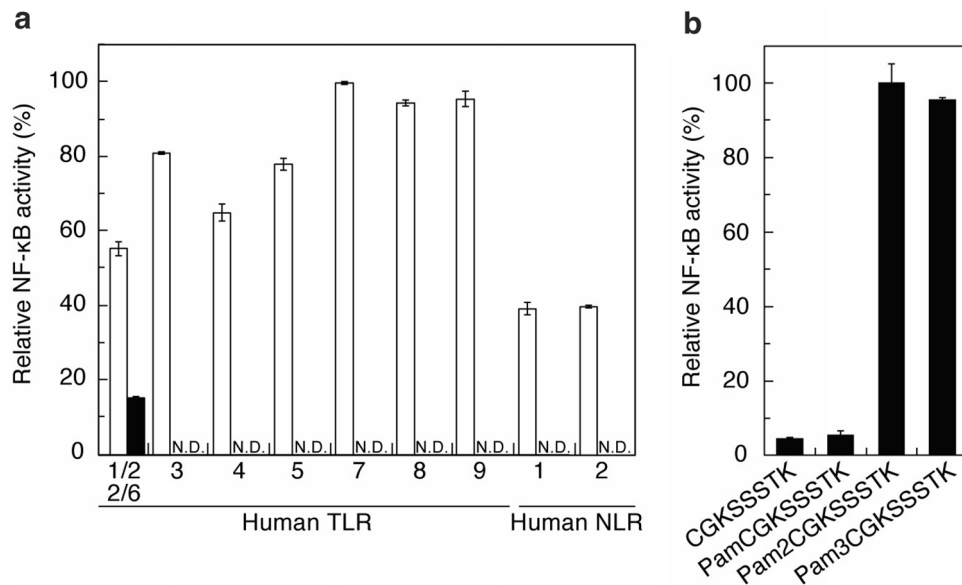 a
Relative NF-κB activity (%)
100
80
60
40
20
0
N.D. N.D. N.D. N.D. N.D. N.D. N.D. N.D.
1/2 3 4 5 7 8 9 1 2
2/6
Human TLR Human NLR
b
Relative NF-κB activity (%)
100
80
60
40
20
0
CGKSSSTK
PamCGKSSSTK
Pam2CGKSSSTK
Pam3CGKSSSTK